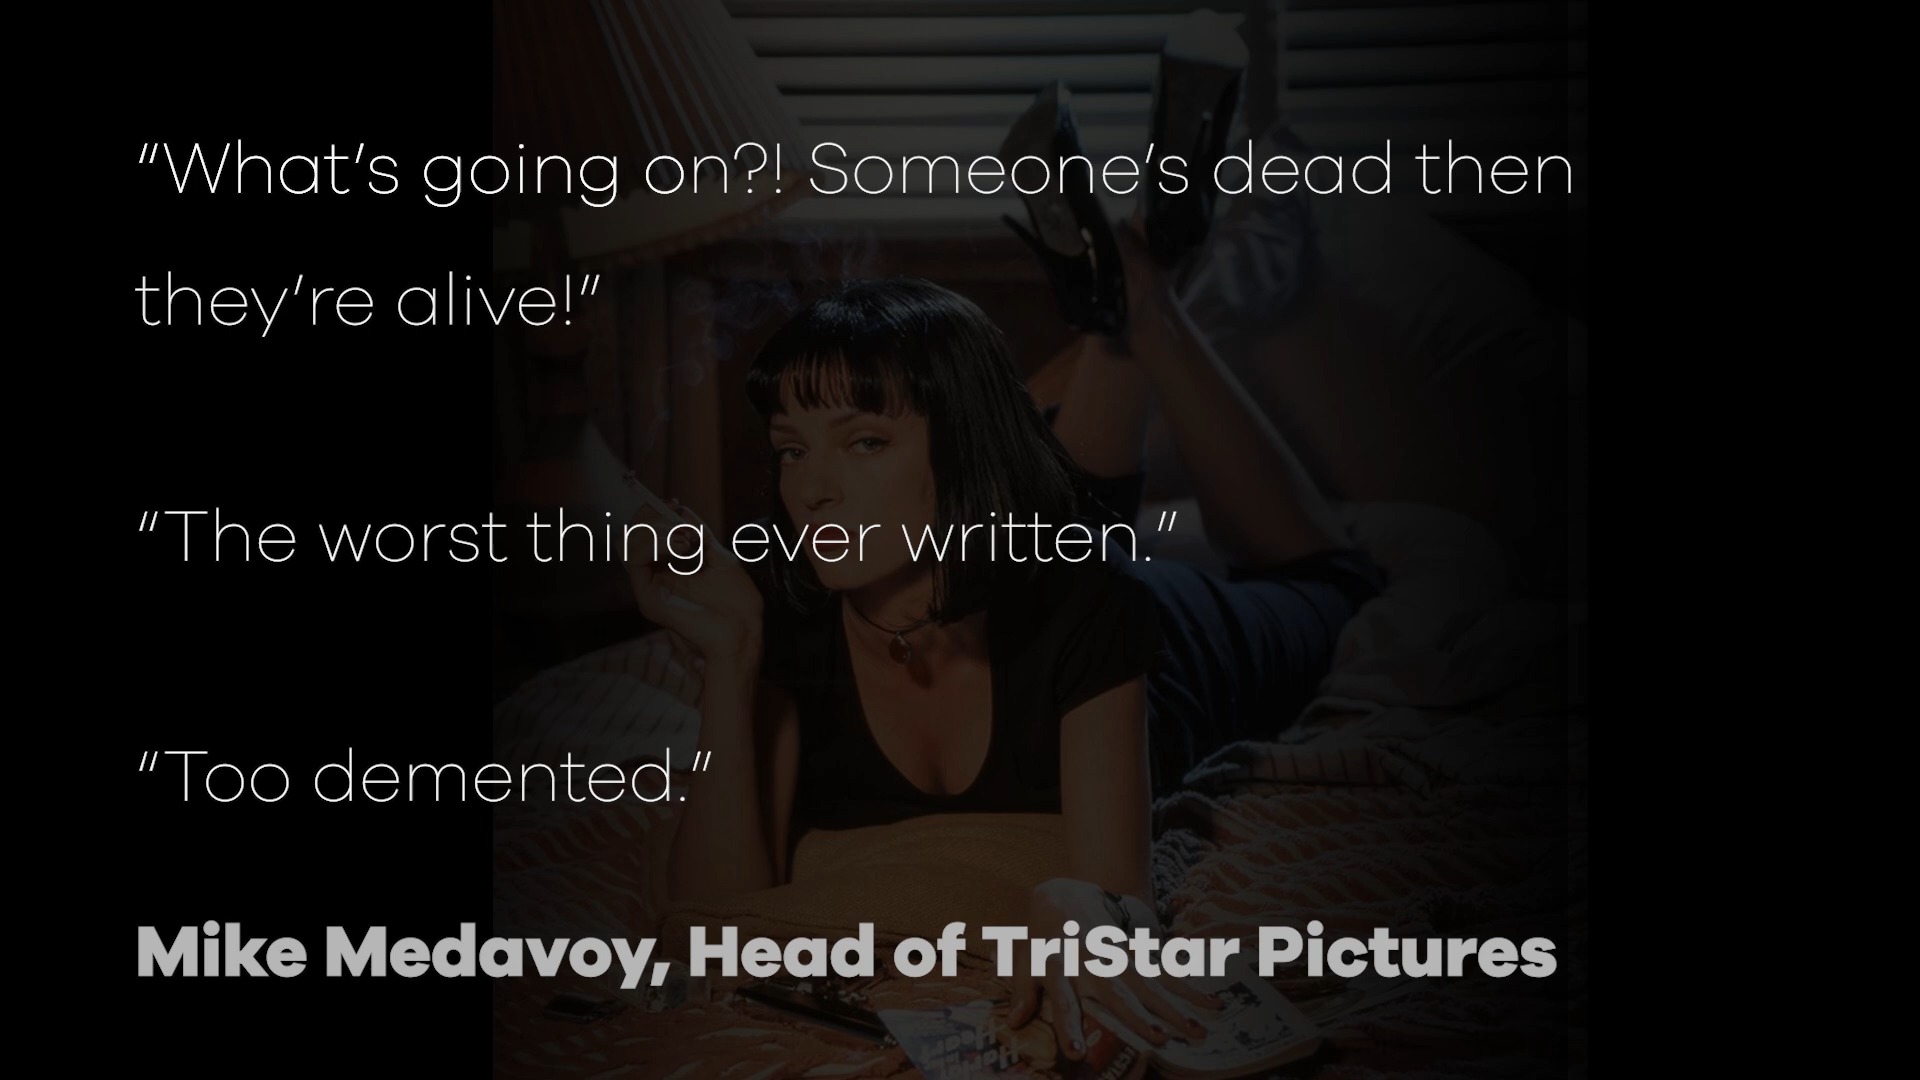 “What’s going on?! Someone’s dead then
they’re alive!”
“The worst thing ever written.”
“Too demented.”
Mike Medavoy, Head of TriStar Pictures